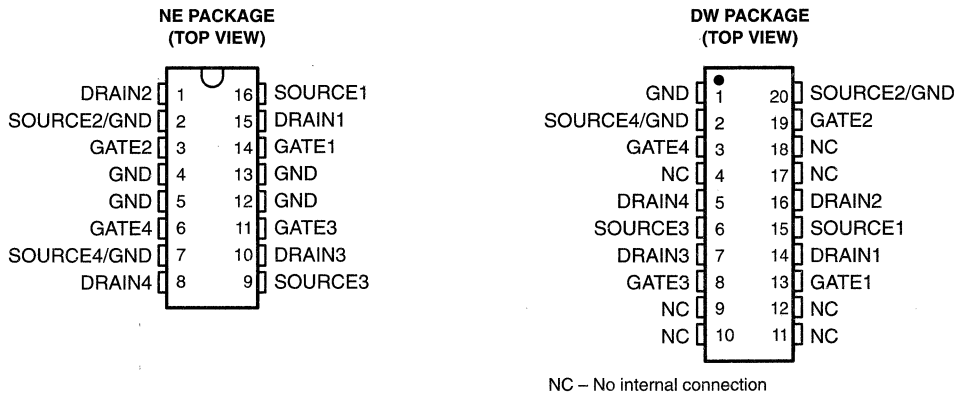 NE PACKAGE
(TOP VIEW)
DRAIN2 1 16 SOURCE1
SOURCE2/GND 2 15 DRAIN1
GATE2 3 14 GATE1
GND 4 13 GND
GND 5 12 GND
GATE4 6 11 GATE3
SOURCE4/GND 7 10 DRAIN3
DRAIN4 8 9 SOURCE3
DW PACKAGE
(TOP VIEW)
GND 1 20 SOURCE2/GND
SOURCE4/GND 2 19 GATE2
GATE4 3 18 NC
NC 4 17 NC
DRAIN4 5 16 DRAIN2
SOURCE3 6 15 SOURCE1
DRAIN3 7 14 DRAIN1
GATE3 8 13 GATE1
NC 9 12 NC
NC 10 11 NC
NC – No internal connection